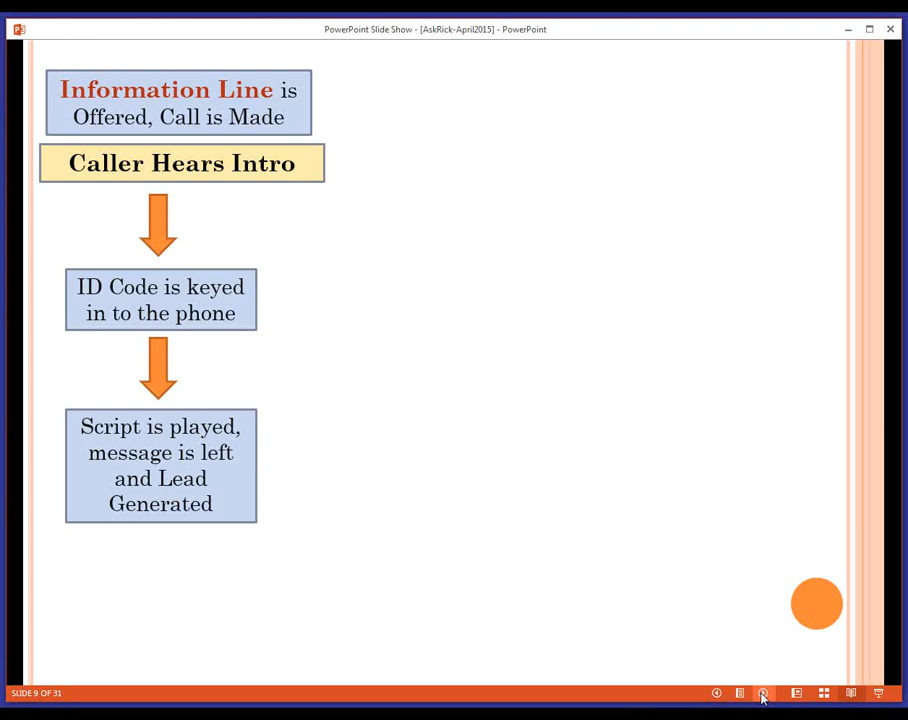 PowerPoint Slide Show - [AskRick-April2015] - PowerPoint
Information Line is
Offered, Call is Made
Caller Hears Intro
ID Code is keyed
in to the phone
Script is played,
message is left
and Lead
Generated
SLIDE 9 OF 31